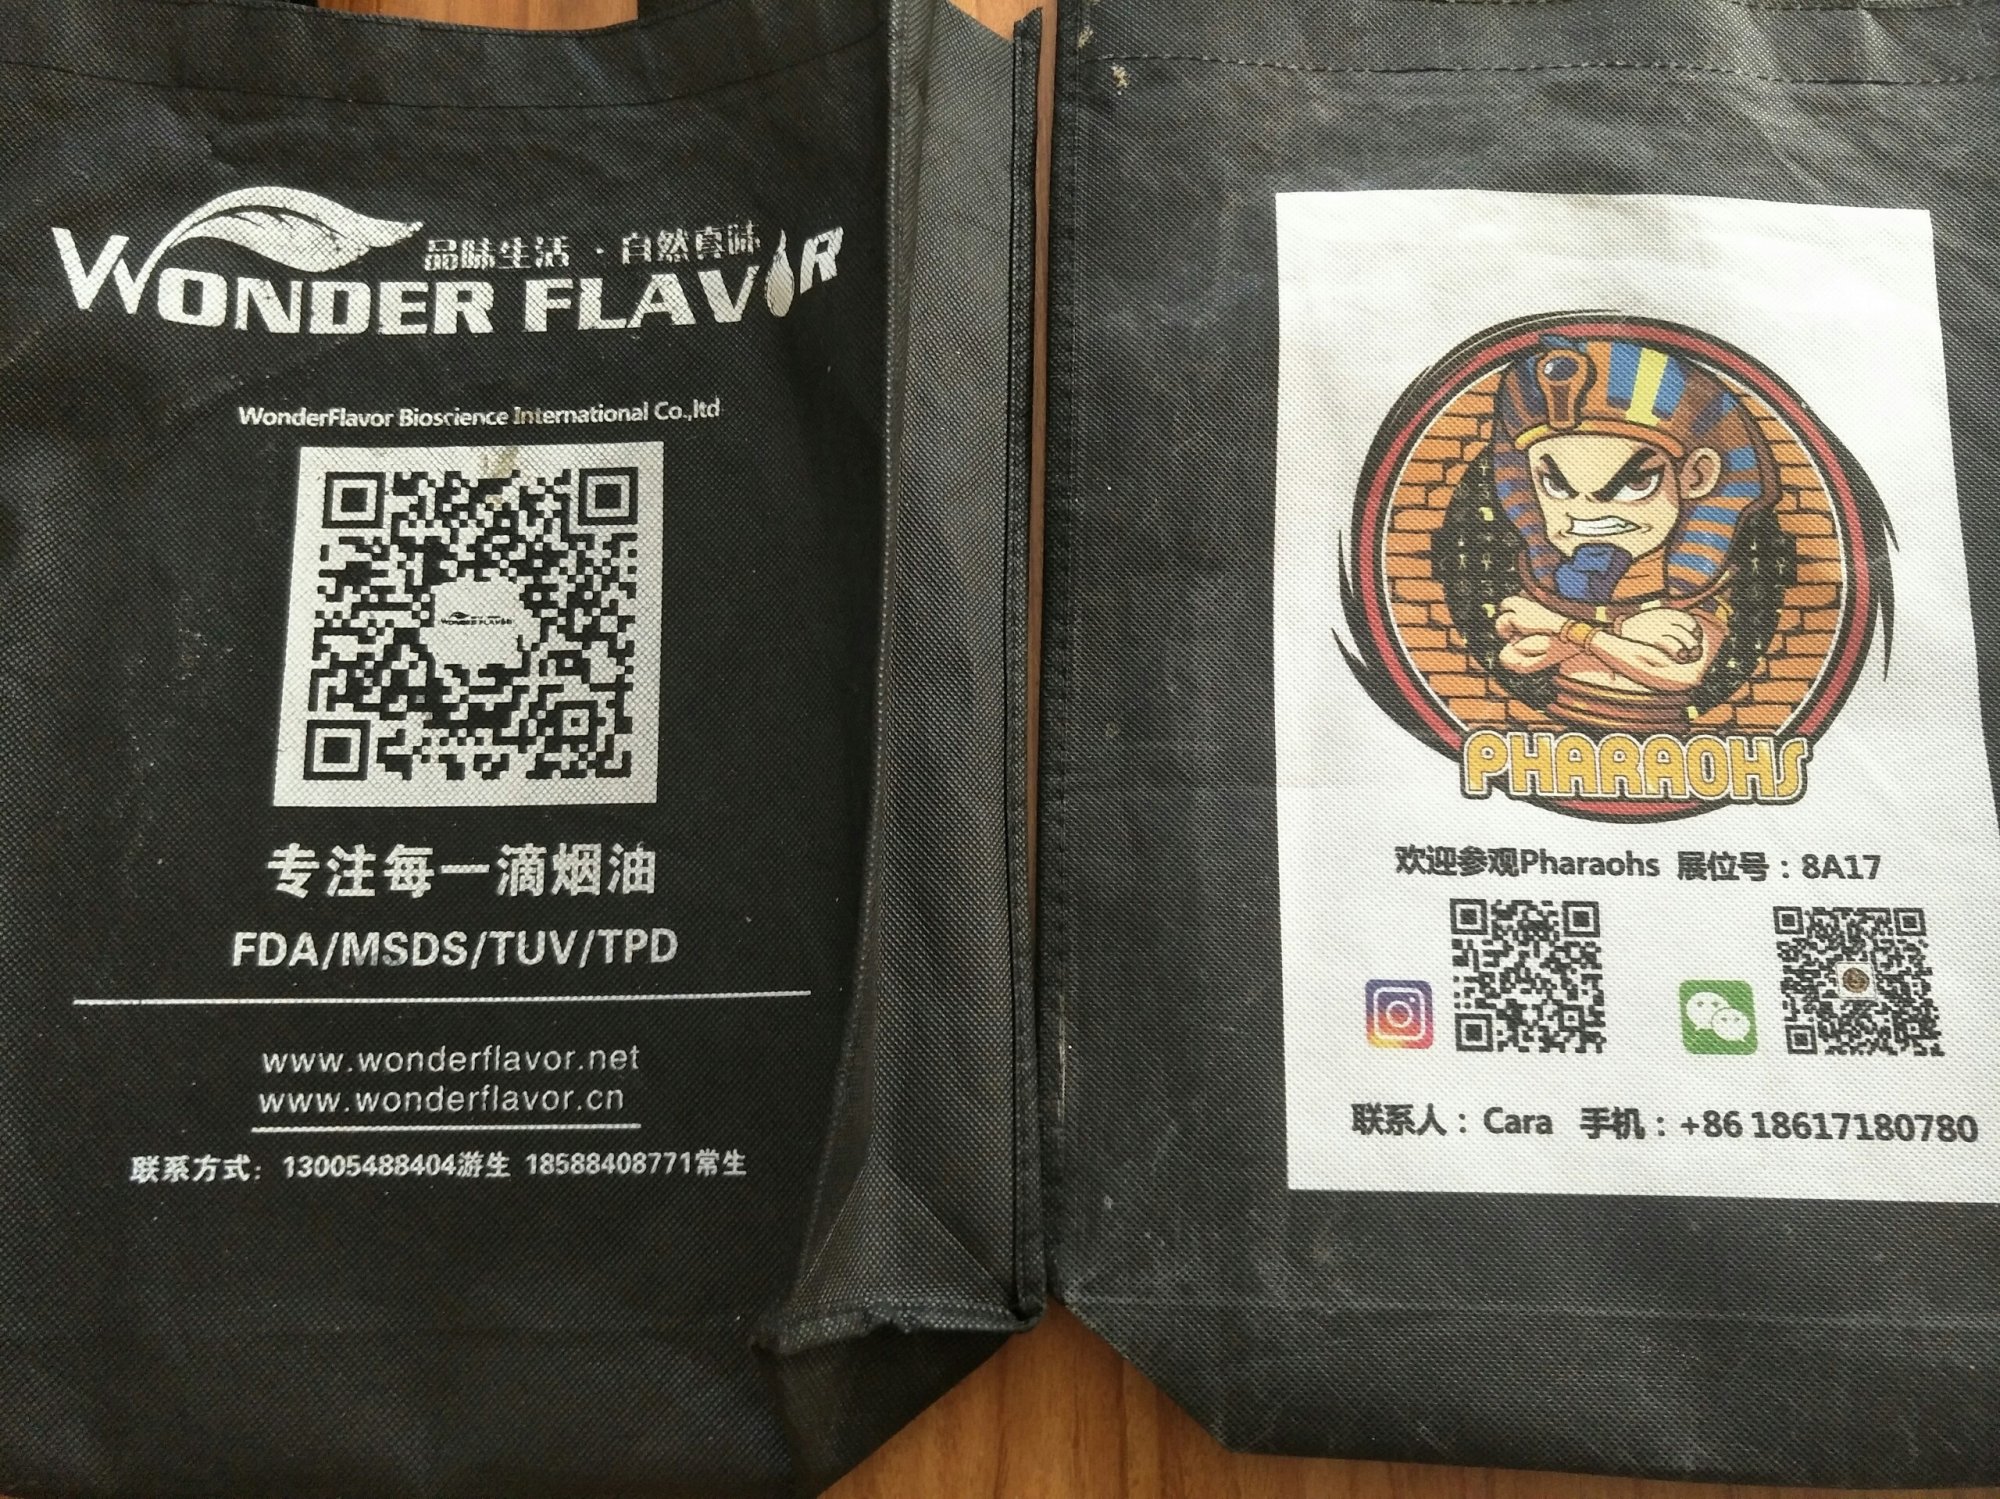 品味生活 · 自然真味
WONDER FLAVOR
WonderFlavor Bioscience International Co.,ltd
WONDER FLAVOR
专注每一滴烟油
FDA/MSDS/TUV/TPD
www.wonderflavor.net
www.wonderflavor.cn
联系方式: 13005488404游生 18588408771常生
PHARAOHS
欢迎参观Pharaohs 展位号：8A17
联系人：Cara 手机：+86 18617180780